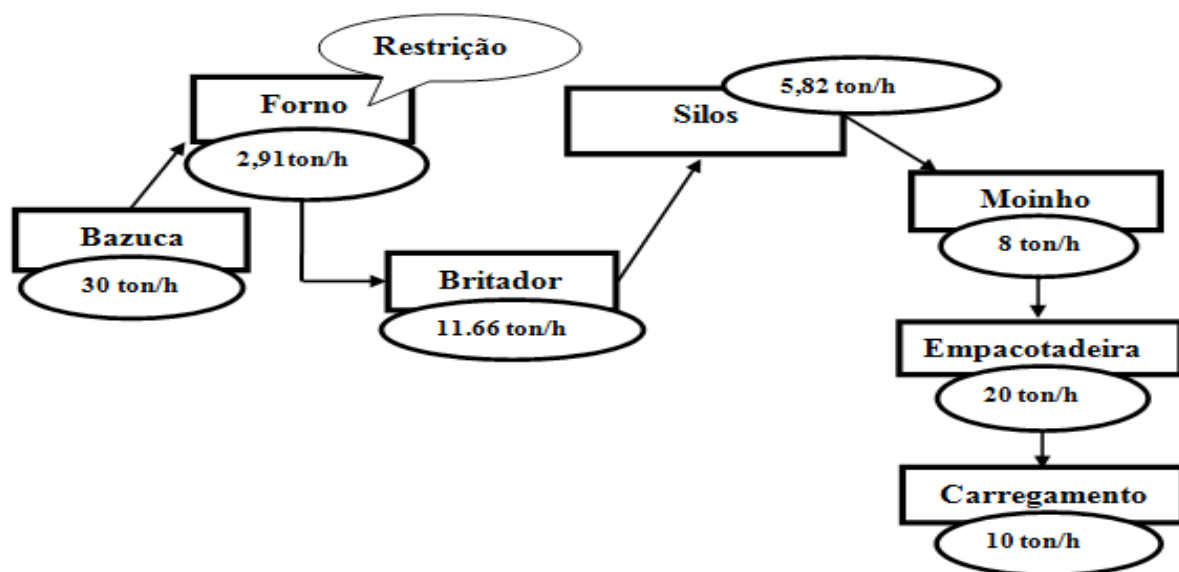 Restrição
Forno
2,91ton/h
Bazuca
30 ton/h
Britador
11.66 ton/h
Silos
5,82 ton/h
Moinho
8 ton/h
Empacotadeira
20 ton/h
Carregamento
10 ton/h